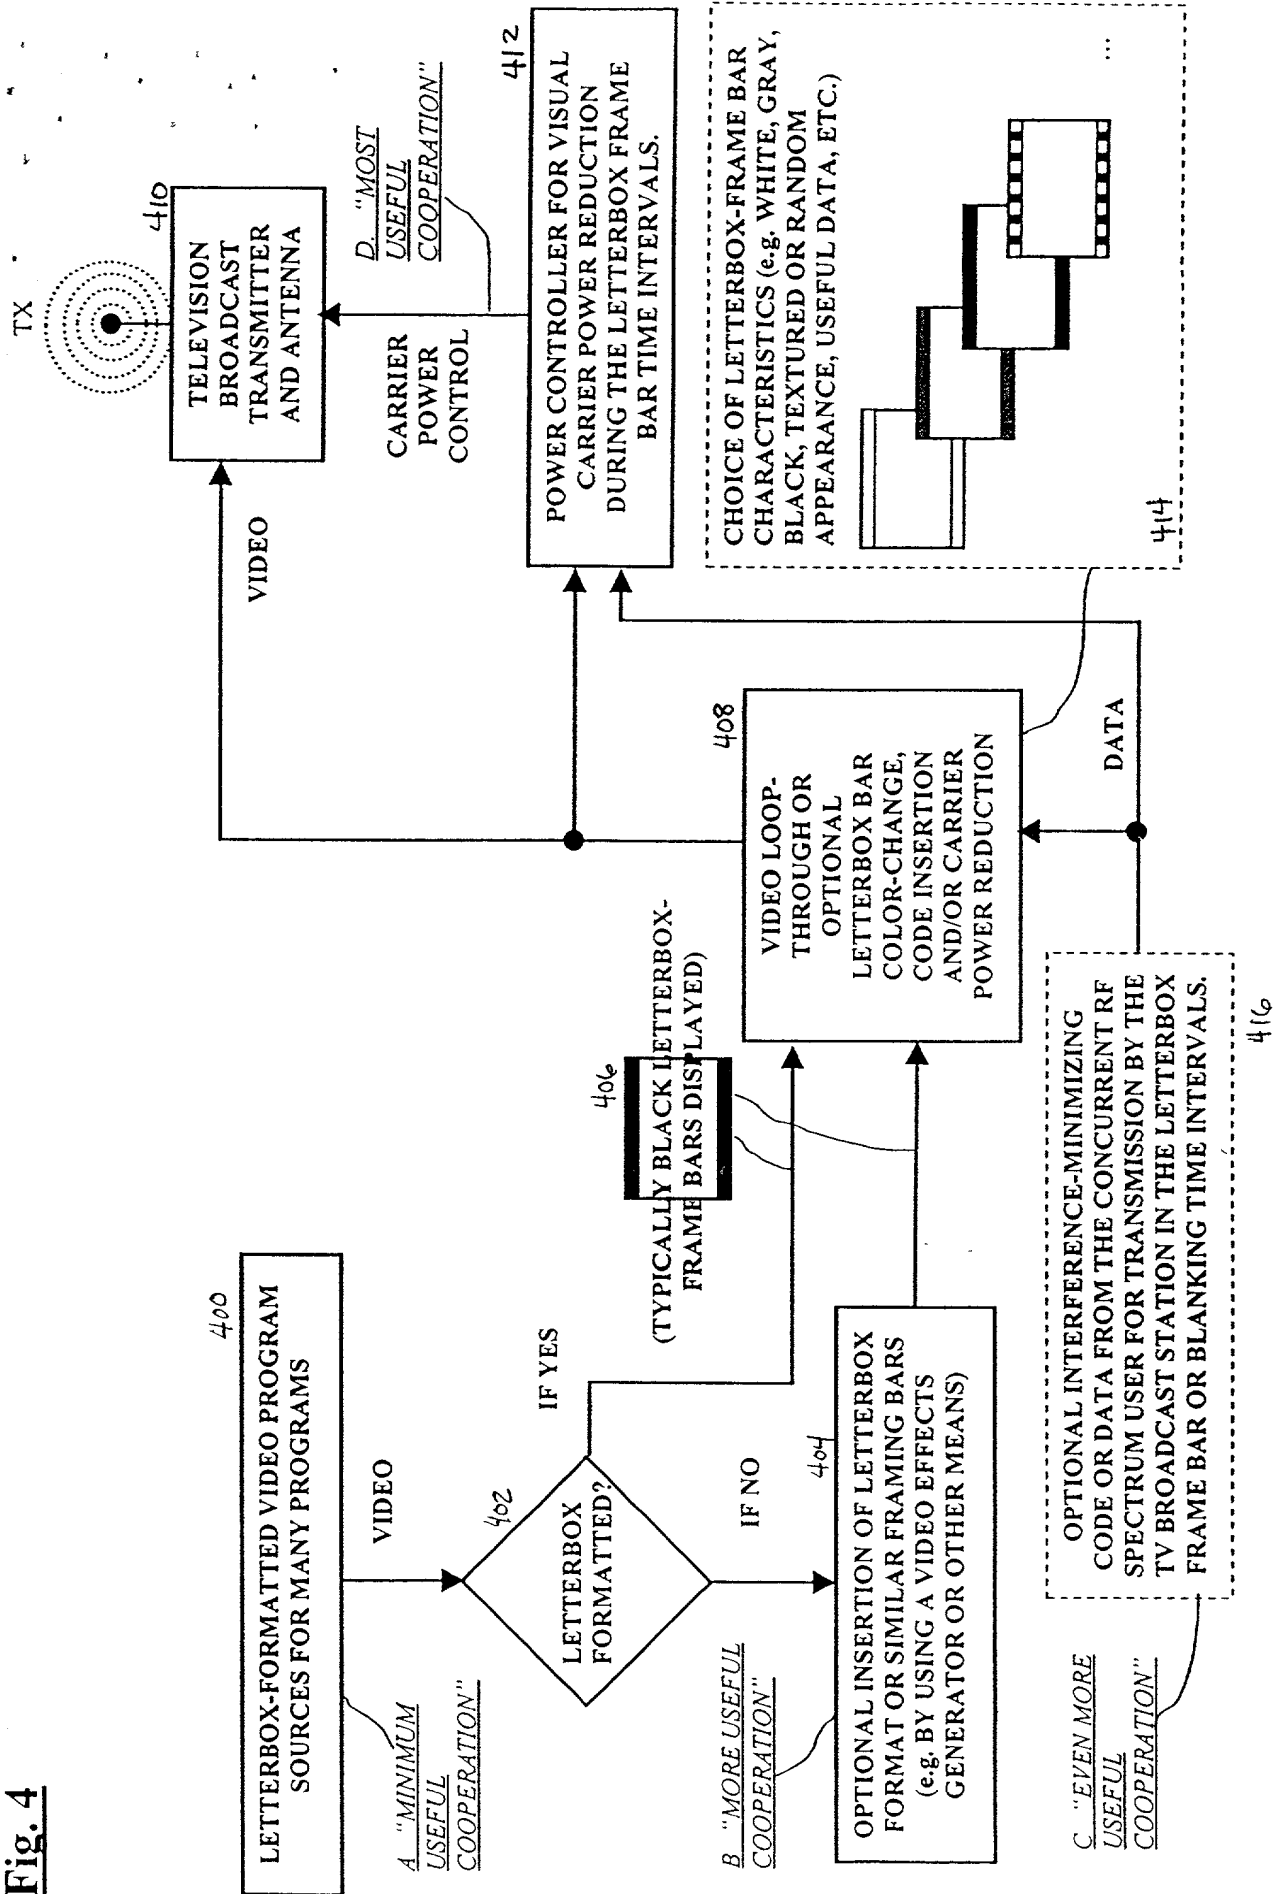 Fig. 4
LETTERBOX-FORMATTED VIDEO PROGRAM
SOURCES FOR MANY PROGRAMS
400
A "MINIMUM
USEFUL
COOPERATION"
VIDEO
402
LETTERBOX
FORMATTED?
IF YES
IF NO
B "MORE USEFUL
COOPERATION"
404
OPTIONAL INSERTION OF LETTERBOX
FORMAT OR SIMILAR FRAMING BARS
(e.g. BY USING A VIDEO EFFECTS
GENERATOR OR OTHER MEANS)
406
(TYPICALLY BLACK LETTERBOX-
FRAME BARS DISPLAYED)
C "EVEN MORE
USEFUL
COOPERATION"
OPTIONAL INTERFERENCE-MINIMIZING
CODE OR DATA FROM THE CONCURRENT RF
SPECTRUM USER FOR TRANSMISSION BY THE
TV BROADCAST STATION IN THE LETTERBOX
FRAME BAR OR BLANKING TIME INTERVALS.
416
408
VIDEO LOOP-
THROUGH OR
OPTIONAL
LETTERBOX BAR
COLOR-CHANGE,
CODE INSERTION
AND/OR CARRIER
POWER REDUCTION
DATA
VIDEO
TX
410
TELEVISION
BROADCAST
TRANSMITTER
AND ANTENNA
CARRIER
POWER
CONTROL
D. "MOST
USEFUL
COOPERATION"
412
POWER CONTROLLER FOR VISUAL
CARRIER POWER REDUCTION
DURING THE LETTERBOX FRAME
BAR TIME INTERVALS.
CHOICE OF LETTERBOX-FRAME BAR
CHARACTERISTICS (e.g. WHITE, GRAY,
BLACK, TEXTURED OR RANDOM
APPEARANCE, USEFUL DATA, ETC.)
...
414